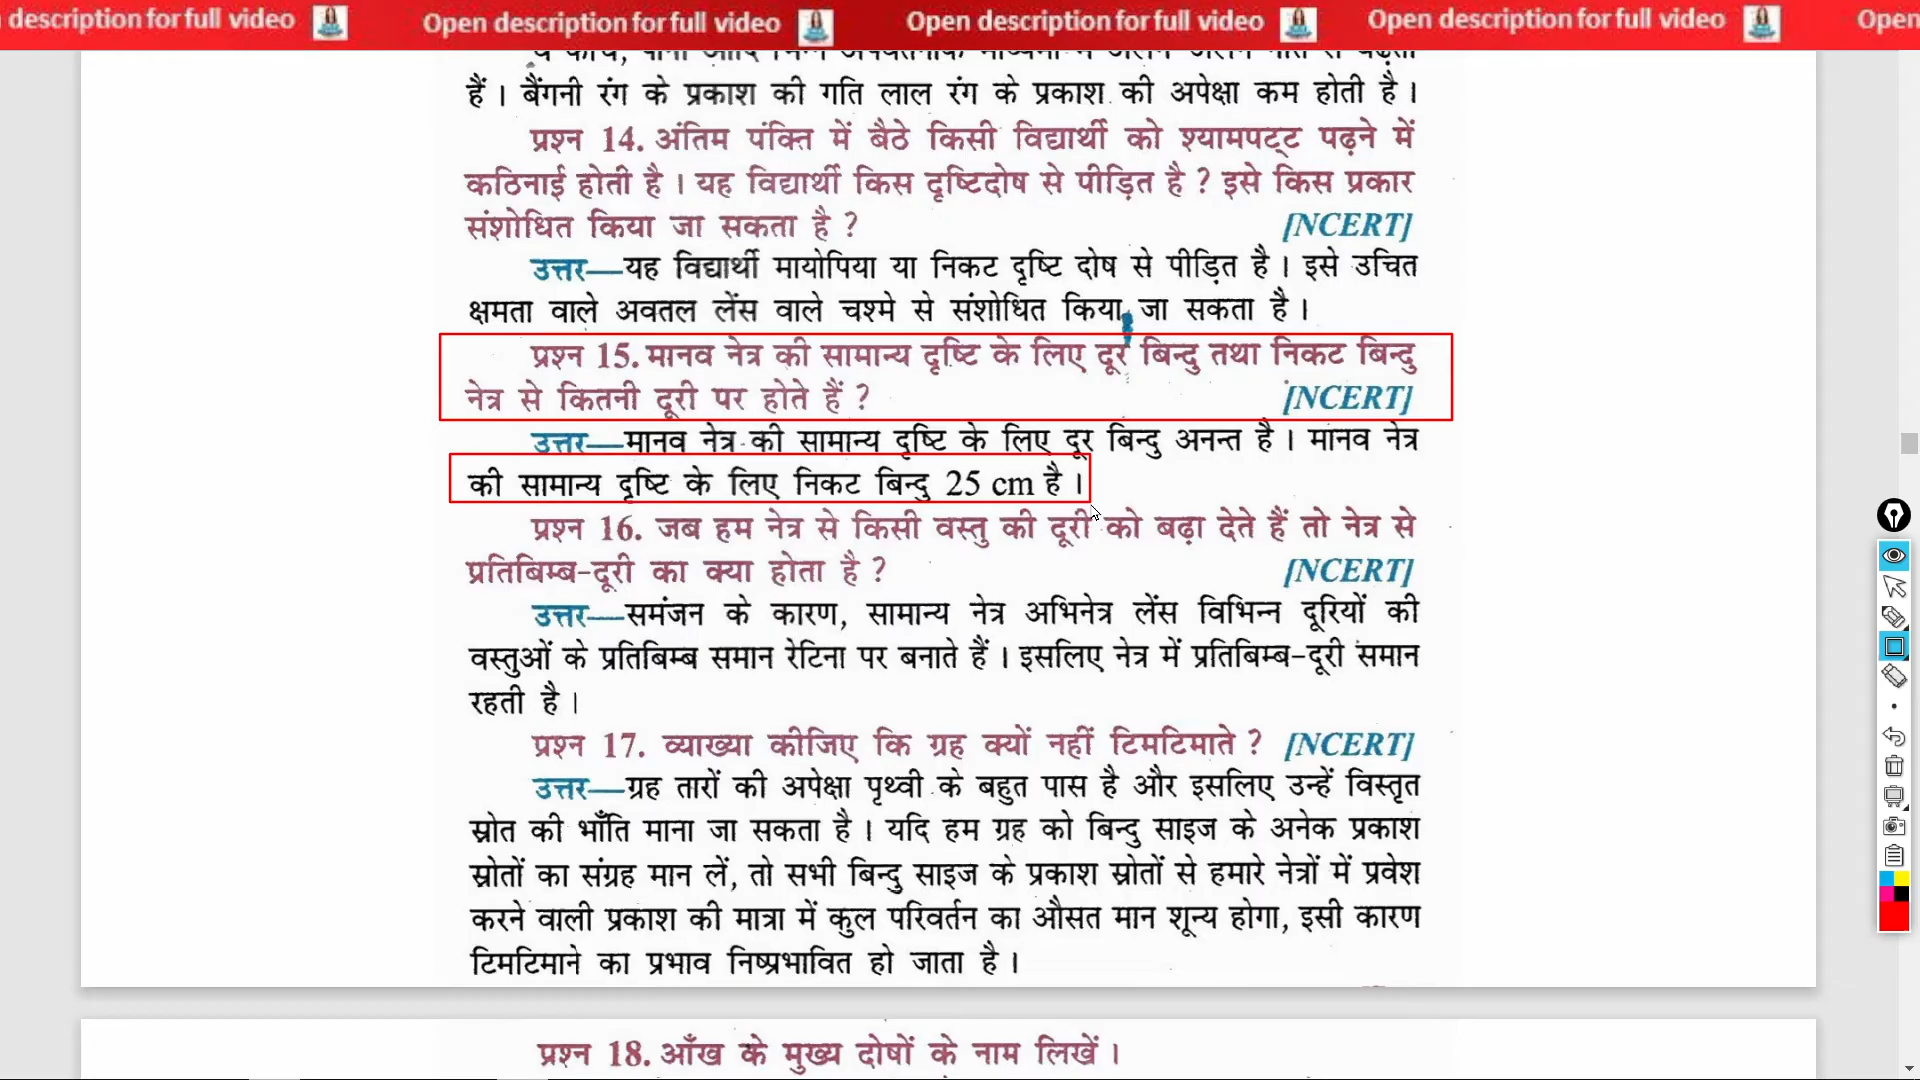 description for full video Open description for full video Open description for full video Open description for full video Open
हैं । बैंगनी रंग के प्रकाश की गति लाल रंग के प्रकाश की अपेक्षा कम होती है ।
प्रश्न 14. अंतिम पंक्ति में बैठे किसी विद्यार्थी को श्यामपट्ट पढ़ने में
कठिनाई होती है । यह विद्यार्थी किस दृष्टिदोष से पीड़ित है ? इसे किस प्रकार
संशोधित किया जा सकता है ? [NCERT]
उत्तर—यह विद्यार्थी मायोपिया या निकट दृष्टि दोष से पीड़ित है । इसे उचित
क्षमता वाले अवतल लेंस वाले चश्मे से संशोधित किया जा सकता है ।
प्रश्न 15. मानव नेत्र की सामान्य दृष्टि के लिए दूर बिन्दु तथा निकट बिन्दु
नेत्र से कितनी दूरी पर होते हैं ? [NCERT]
उत्तर—मानव नेत्र की सामान्य दृष्टि के लिए दूर बिन्दु अनन्त है । मानव नेत्र
की सामान्य दृष्टि के लिए निकट बिन्दु 25 cm है ।
प्रश्न 16. जब हम नेत्र से किसी वस्तु की दूरी को बढ़ा देते हैं तो नेत्र से
प्रतिबिम्ब-दूरी का क्या होता है ? [NCERT]
उत्तर—समंजन के कारण, सामान्य नेत्र अभिनेत्र लेंस विभिन्न दूरियों की
वस्तुओं के प्रतिबिम्ब समान रेटिना पर बनाते हैं । इसलिए नेत्र में प्रतिबिम्ब-दूरी समान
रहती है ।
प्रश्न 17. व्याख्या कीजिए कि ग्रह क्यों नहीं टिमटिमाते ? [NCERT]
उत्तर—ग्रह तारों की अपेक्षा पृथ्वी के बहुत पास है और इसलिए उन्हें विस्तृत
स्रोत की भाँति माना जा सकता है । यदि हम ग्रह को बिन्दु साइज के अनेक प्रकाश
स्रोतों का संग्रह मान लें, तो सभी बिन्दु साइज के प्रकाश स्रोतों से हमारे नेत्रों में प्रवेश
करने वाली प्रकाश की मात्रा में कुल परिवर्तन का औसत मान शून्य होगा, इसी कारण
टिमटिमाने का प्रभाव निष्प्रभावित हो जाता है ।
प्रश्न 18. आँख के मुख्य दोषों के नाम लिखें ।